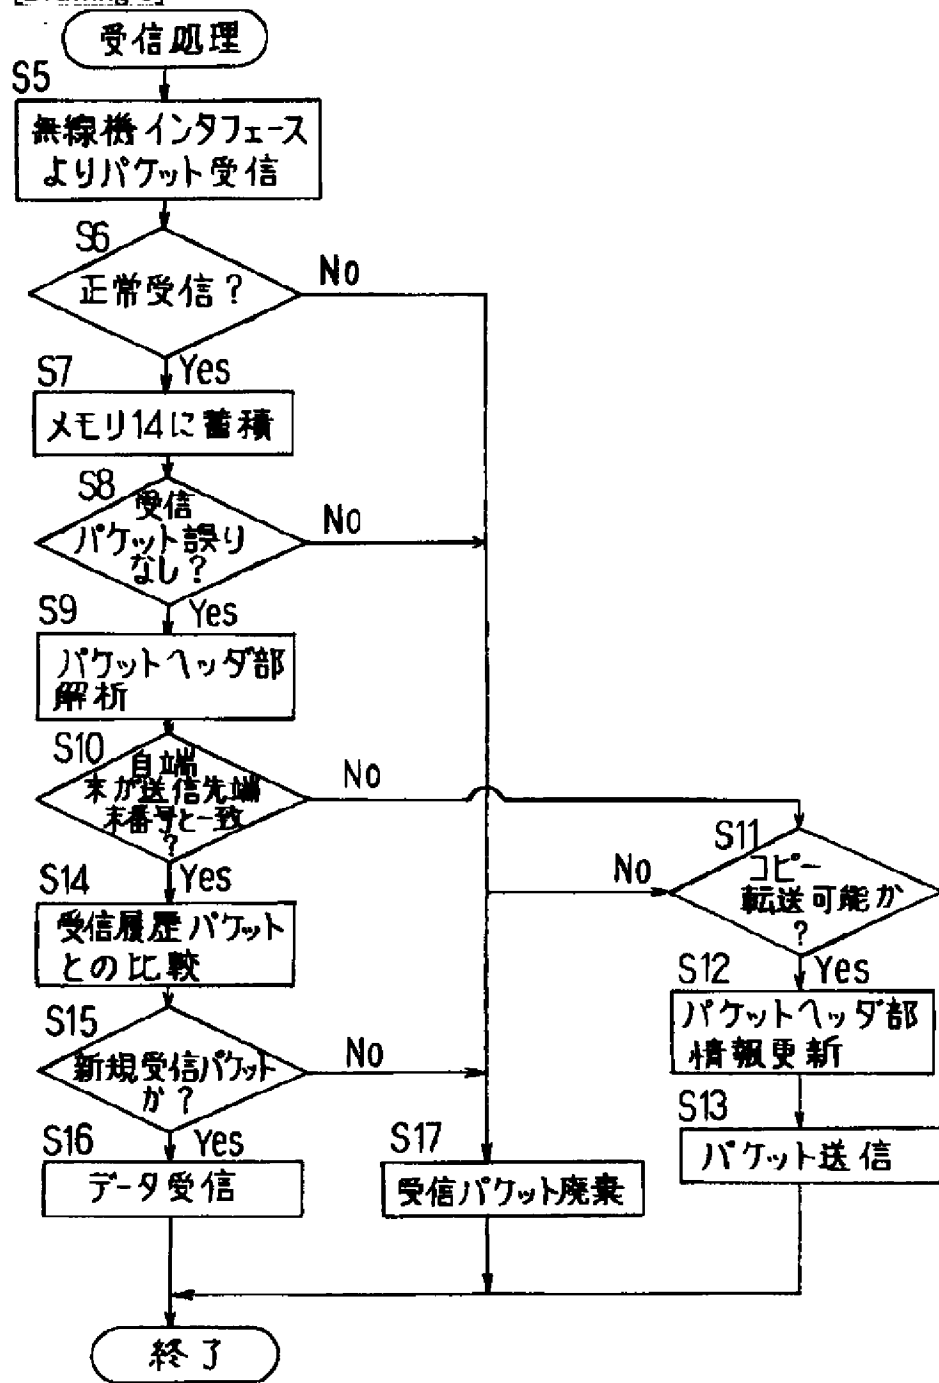 受信処理
S5
無線機インタフェース
よりパケット受信
S6
正常受信?
No
Yes
S7
メモリ14に蓄積
S8
受信
パケット誤り
なし?
No
Yes
S9
パケットヘッダ部
解析
S10
自端
末が送信先端
末番号と一致
?
No
Yes
S11
コピー
転送可能か
?
No
Yes
S12
パケットヘッダ部
情報更新
S13
パケット送信
S14
受信履歴パケット
との比較
S15
新規受信パケット
か?
No
Yes
S16
データ受信
S17
受信パケット廃棄
終了